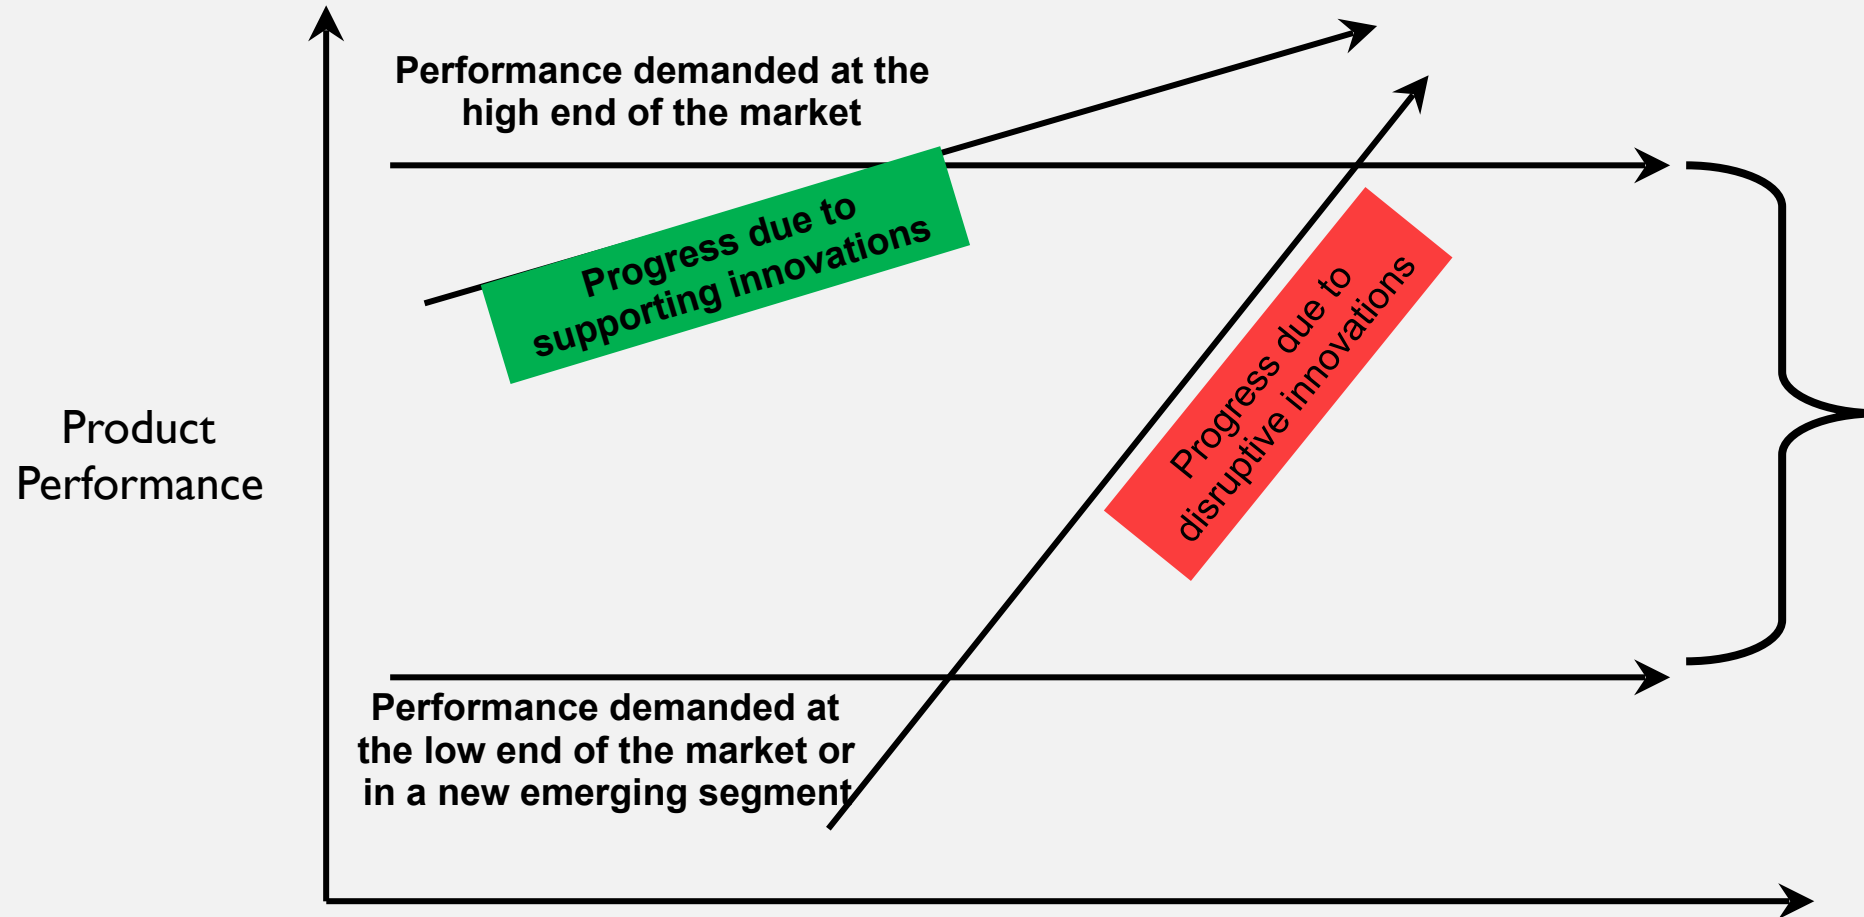 Performance demanded at the
high end of the market
Progress due to
supporting innovations
Progress due to
disruptive innovations
Product
Performance
Performance demanded at
the low end of the market or
in a new emerging segment